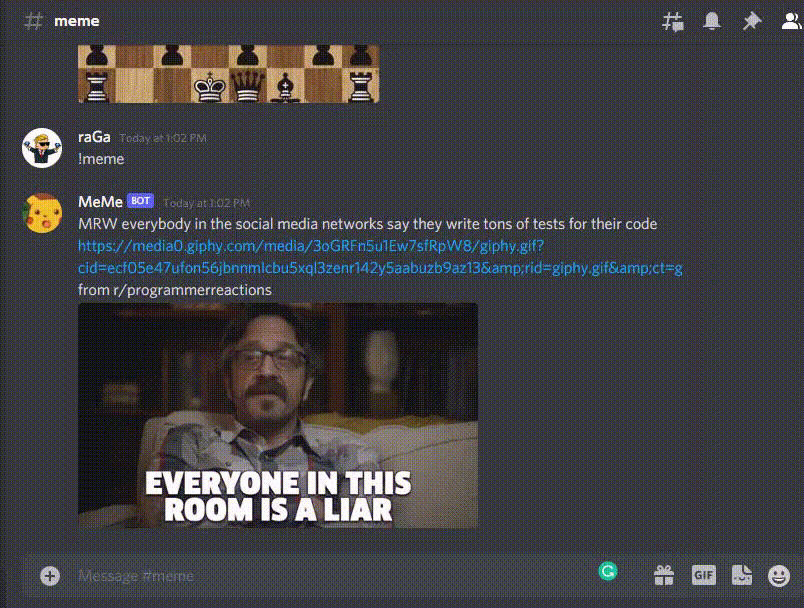 meme
raGa Today at 1:02 PM
!meme
MeMe BOT Today at 1:02 PM
MRW everybody in the social media networks say they write tons of tests for their code
https://media0.giphy.com/media/3oGRFn5u1Ew7sfRpW8/giphy.gif?
cid=ecf05e47ufon56jbnnmlcbu5xql3zenr142y5aabuzb9az13&amp;rid=giphy.gif&amp;ct=g
from r/programmerreactions
EVERYONE IN THIS
ROOM IS A LIAR
Message #meme
GIF